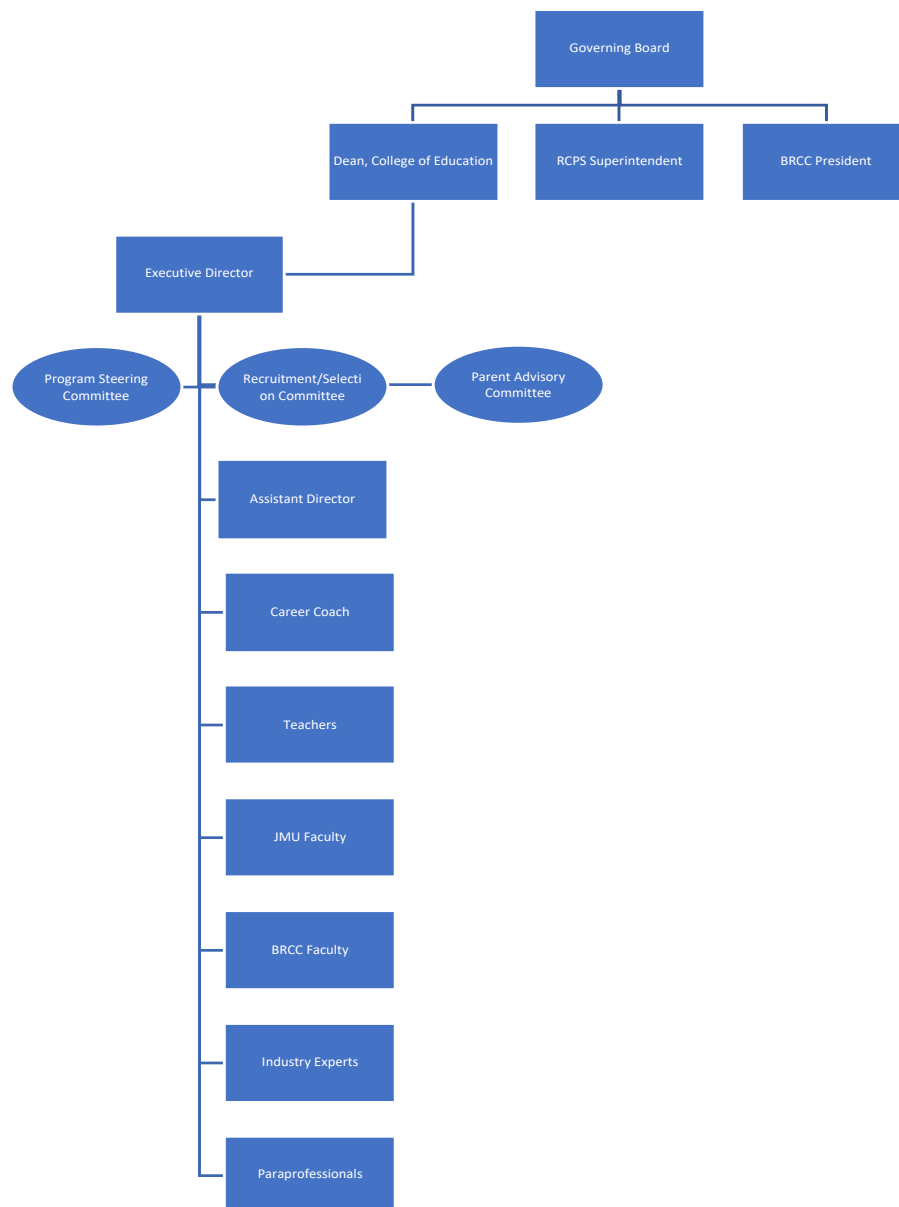 Governing Board
Dean, College of Education
RCPS Superintendent
BRCC President
Executive Director
Program Steering
Committee
Recruitment/Selecti
on Committee
Parent Advisory
Committee
Assistant Director
Career Coach
Teachers
JMU Faculty
BRCC Faculty
Industry Experts
Paraprofessionals